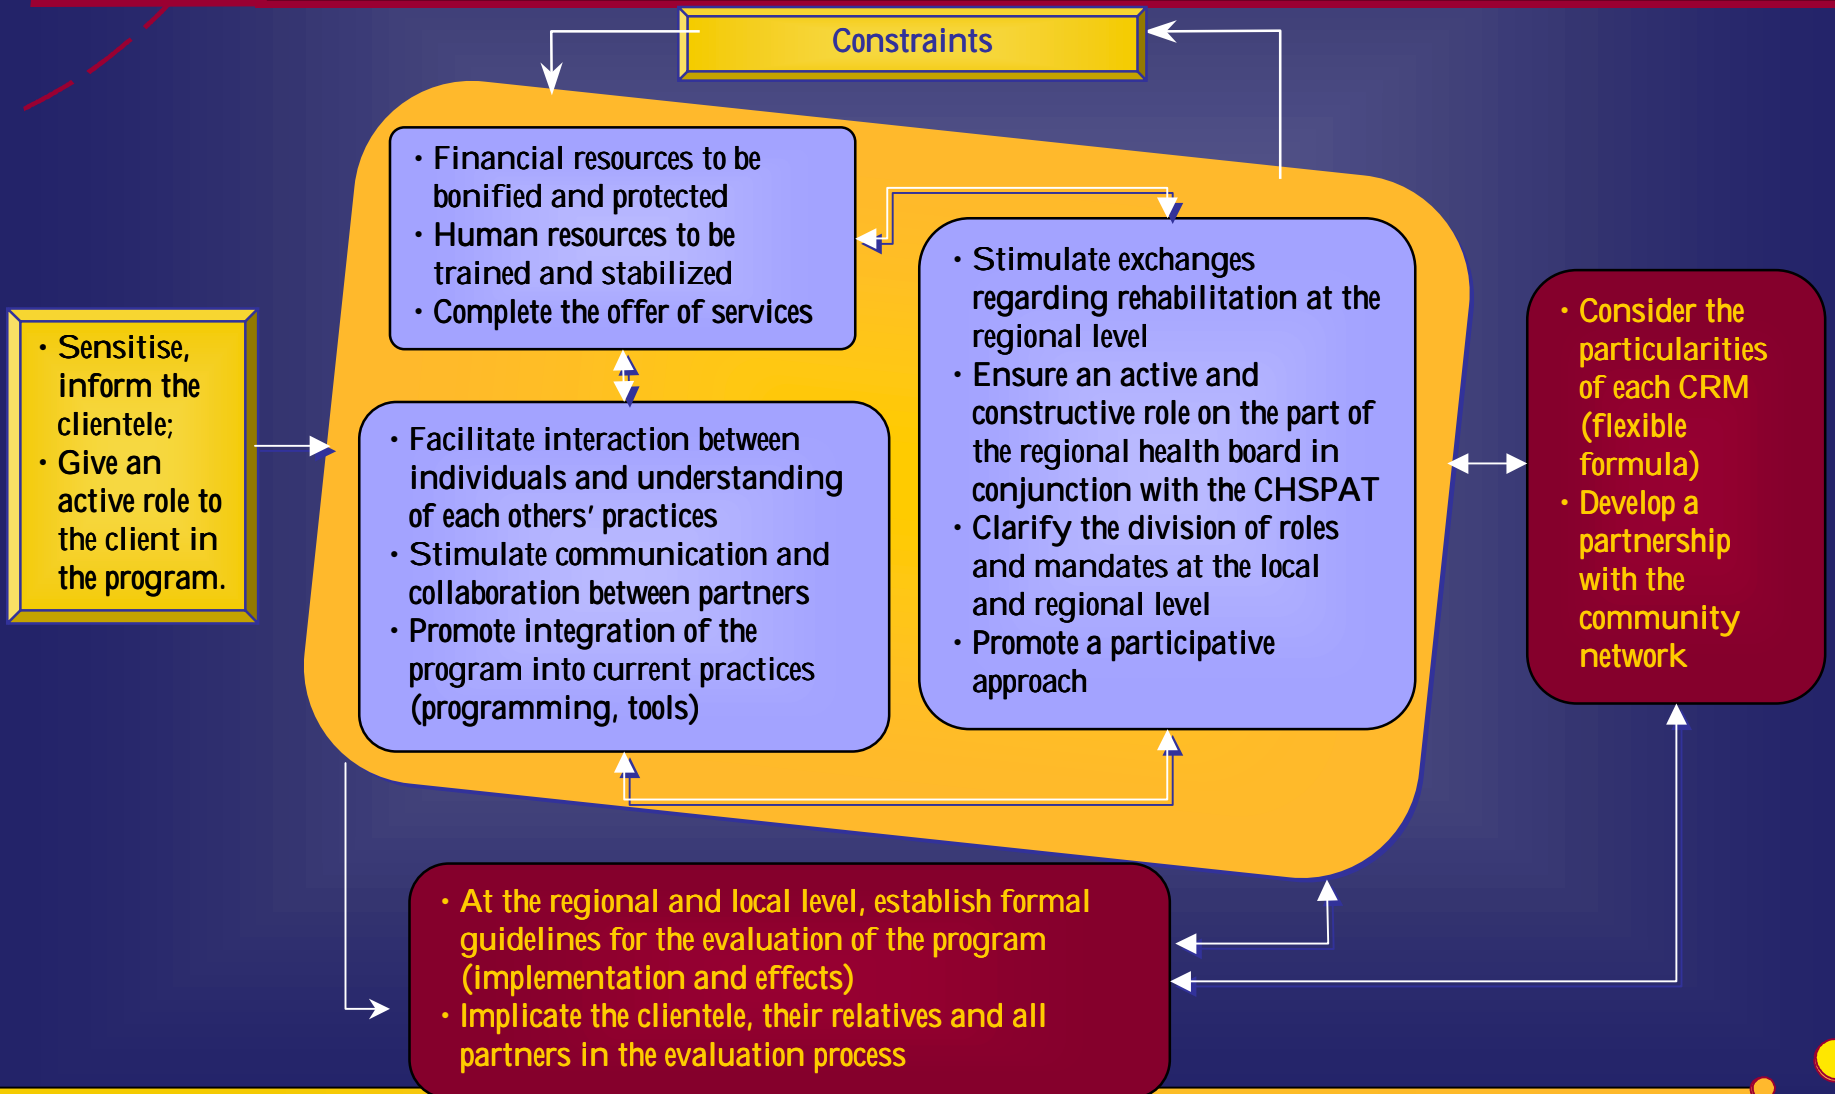 Constraints
• Financial resources to be
bonified and protected
• Human resources to be
trained and stabilized
• Complete the offer of services
• Sensitise,
inform the
clientele;
• Give an
active role to
the client in
the program.
• Facilitate interaction between
individuals and understanding
of each others' practices
• Stimulate communication and
collaboration between partners
• Promote integration of the
program into current practices
(programming, tools)
• Stimulate exchanges
regarding rehabilitation at the
regional level
• Ensure an active and
constructive role on the part of
the regional health board in
conjunction with the CHSPAT
• Clarify the division of roles
and mandates at the local
and regional level
• Promote a participative
approach
• Consider the
particularities
of each CRM
(flexible
formula)
• Develop a
partnership
with the
community
network
• At the regional and local level, establish formal
guidelines for the evaluation of the program
(implementation and effects)
• Implicate the clientele, their relatives and all
partners in the evaluation process